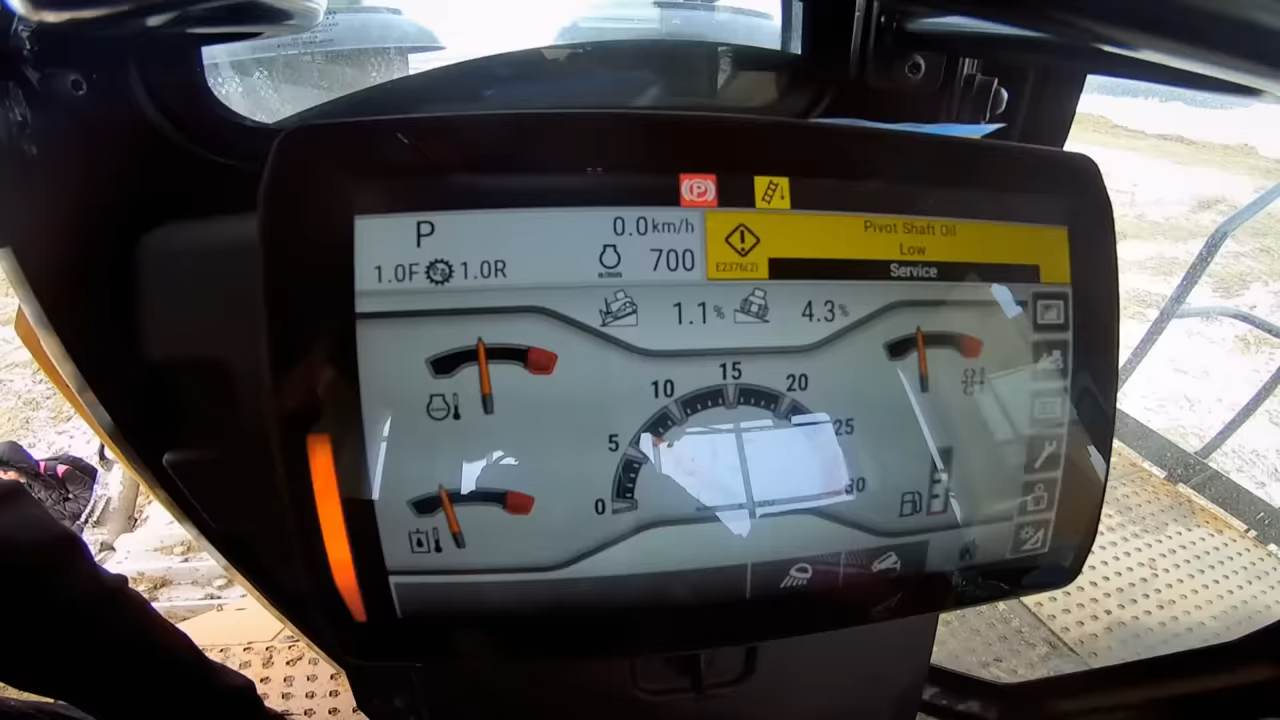 P
P
0.0 km/h
1.0F 1.0R
n/min
700
Pivot Shaft Oil
Low
E2376(2)
Service
1.1 %
4.3 %
0
5
10
15
20
25
30